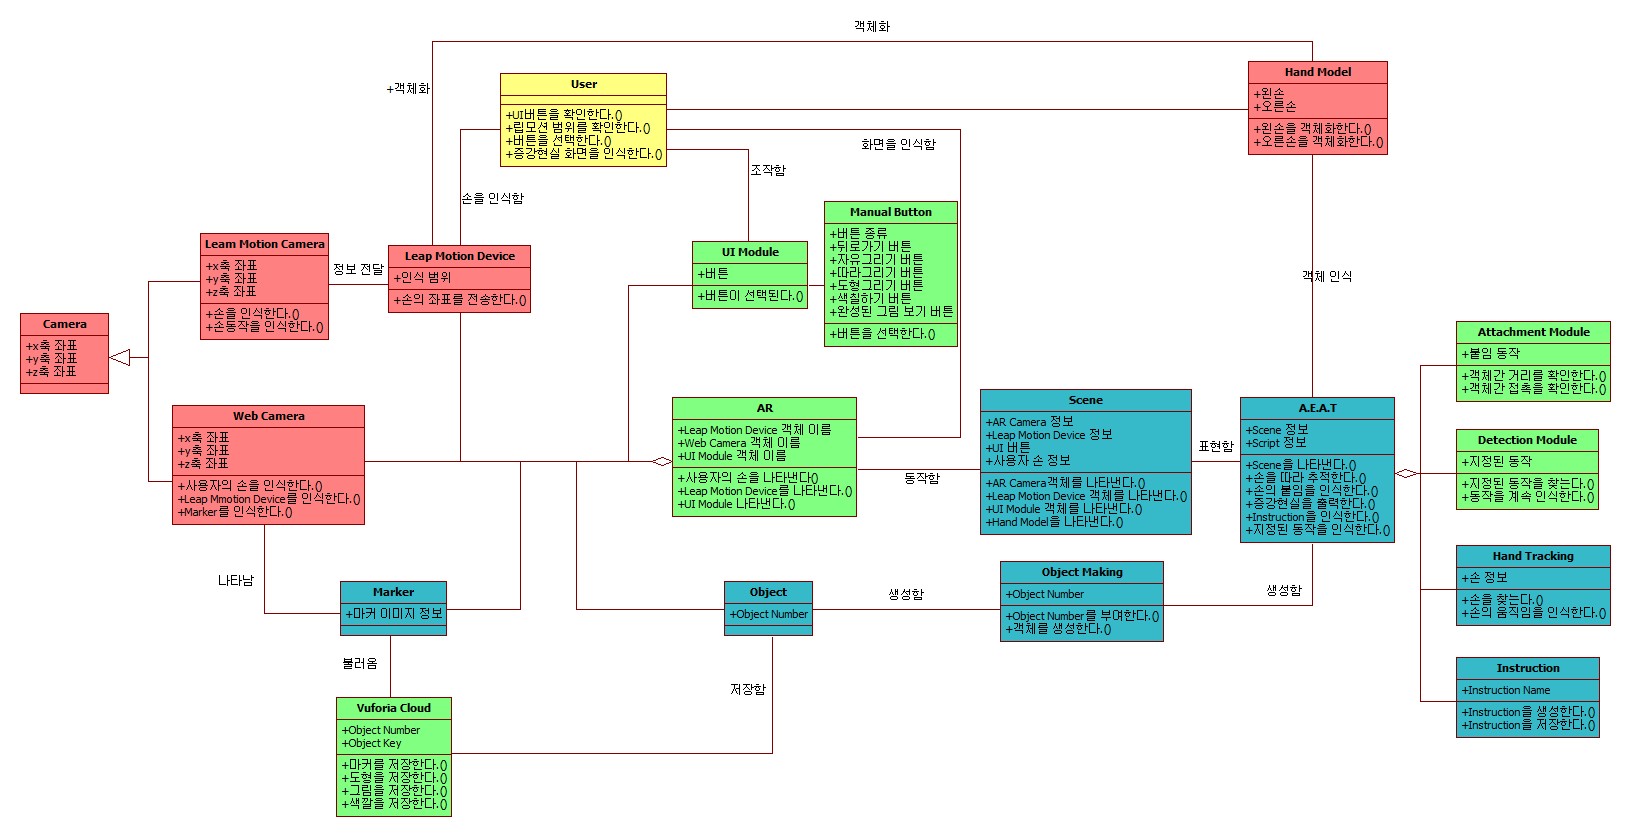 객체화
+객체화
User
+UI버튼을 확인한다.()
+립모션 범위를 확인한다.()
+버튼을 선택한다.()
+증강현실 화면을 인식한다.()
Hand Model
+왼손
+오른손
+왼손을 객체화한다.()
+오른손을 객체화한다.()
화면을 인식함
조작함
손을 인식함
Leam Motion Camera
+x축 좌표
+y축 좌표
+z축 좌표
+손을 인식한다.()
+손동작을 인식한다.()
정보 전달
Leap Motion Device
+인식 범위
+손의 좌표를 전송한다.()
UI Module
+버튼
+버튼이 선택된다.()
Manual Button
+버튼 종류
+뒤로가기 버튼
+자유그리기 버튼
+따라그리기 버튼
+도형그리기 버튼
+색칠하기 버튼
+완성된 그림 보기 버튼
+버튼을 선택한다.()
객체 인식
Camera
+x축 좌표
+y축 좌표
+z축 좌표
Web Camera
+x축 좌표
+y축 좌표
+z축 좌표
+사용자의 손을 인식한다.()
+Leap Mmotion Device를 인식한다.()
+Marker를 인식한다.()
AR
+Leap Motion Device 객체 이름
+Web Camera 객체 이름
+UI Module 객체 이름
+사용자의 손을 나타낸다()
+Leap Motion Device를 나타낸다.()
+UI Module 나타낸다.()
동작함
Scene
+AR Camera 정보
+Leap Motion Device 정보
+UI 버튼
+사용자 손 정보
+AR Camera객체를 나타낸다.()
+Leap Motion Device 객체를 나타낸다.()
+UI Module 객체를 나타낸다.()
+Hand Model을 나타낸다.()
표현함
A.E.A.T
+Scene 정보
+Script 정보
+Scene을 나타낸다.()
+손을 따라 추적한다.()
+손의 붙임을 인식한다.()
+증강현실을 출력한다.()
+Instruction을 인식한다.()
+지정된 동작을 인식한다.()
Attachment Module
+붙임 동작
+객체간 거리를 확인한다.()
+객체간 접촉을 확인한다.()
Detection Module
+지정된 동작
+지정된 동작을 찾는다.()
+동작을 계속 인식한다.()
Hand Tracking
+손 정보
+손을 찾는다.()
+손의 움직임을 인식한다.()
Instruction
+Instruction Name
+Instruction을 생성한다.()
+Instruction을 저장한다.()
나타남
Marker
+마커 이미지 정보
Object
+Object Number
생성함
Object Making
+Object Number
+Object Number를 부여한다.()
+객체를 생성한다.()
생성함
불러옴
저장함
Vuforia Cloud
+Object Number
+Object Key
+마커를 저장한다.()
+도형을 저장한다.()
+그림을 저장한다.()
+색깔을 저장한다.()